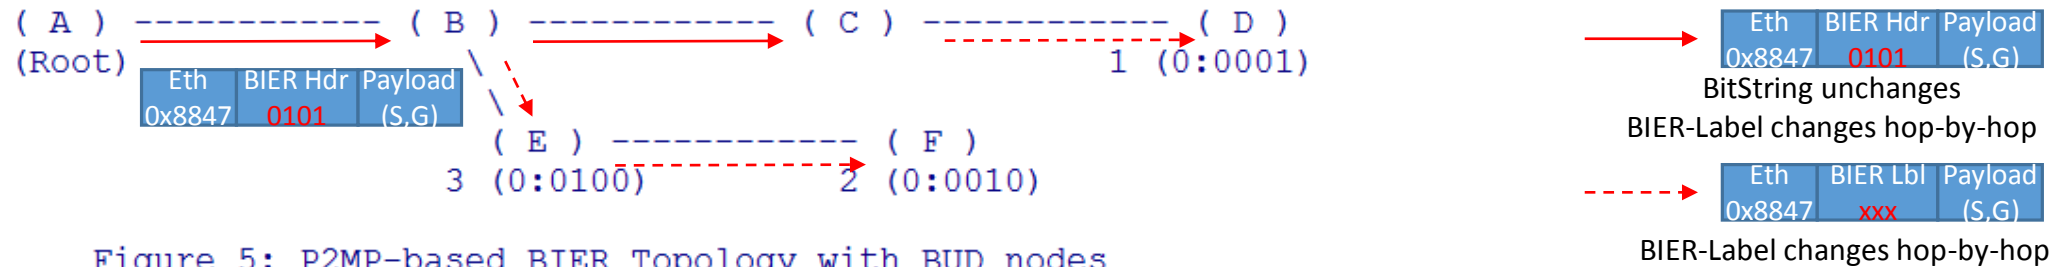 ( A ) ------------ ( B ) ------------ ( C ) ------------ ( D )
(Root) \ 1 (0:0001)
Eth BIER Hdr Payload
0x8847 0101 (S,G)
\
( E ) ------------ ( F )
3 (0:0100) 2 (0:0010)
Figure 5: P2MP-based BIER Topology with BUD nodes
Eth BIER Hdr Payload
0x8847 0101 (S,G)
BitString unchanges
BIER-Label changes hop-by-hop
Eth BIER Lbl Payload
0x8847 xxx (S,G)
BIER-Label changes hop-by-hop